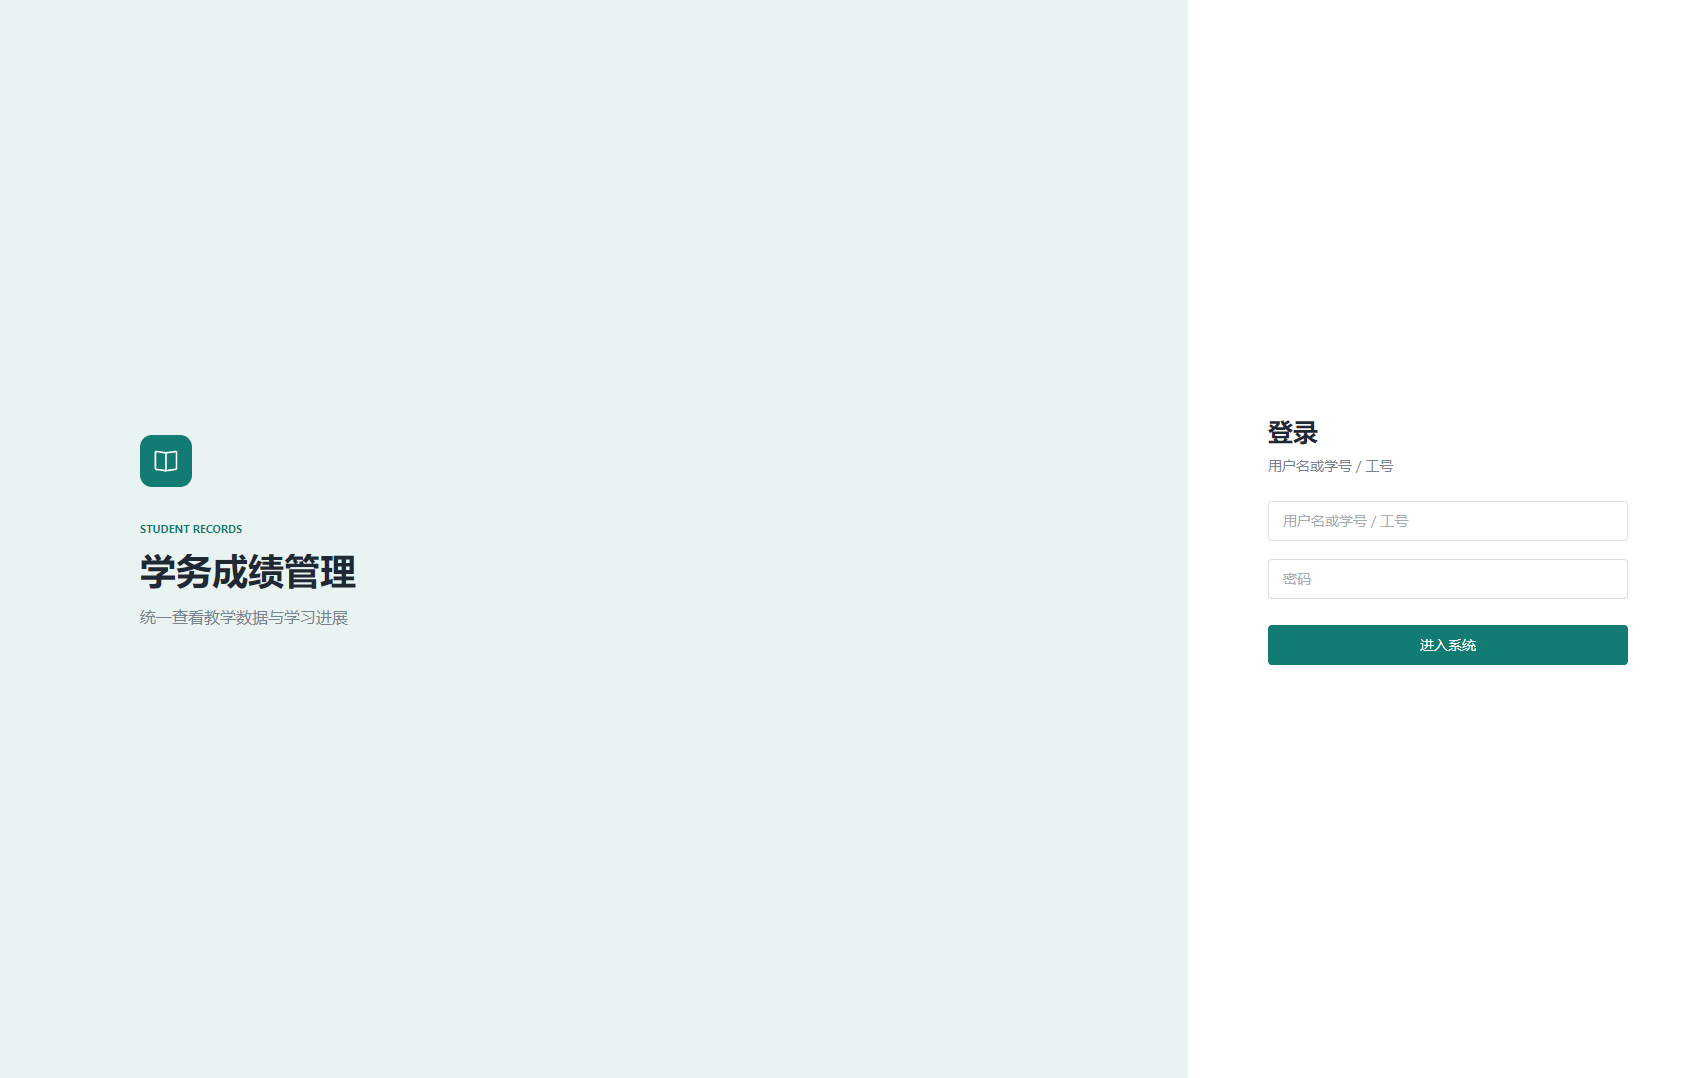 STUDENT RECORDS
学务成绩管理
统一查看教学数据与学习进展
登录
用户名或学号 / 工号
用户名或学号 / 工号
密码
进入系统